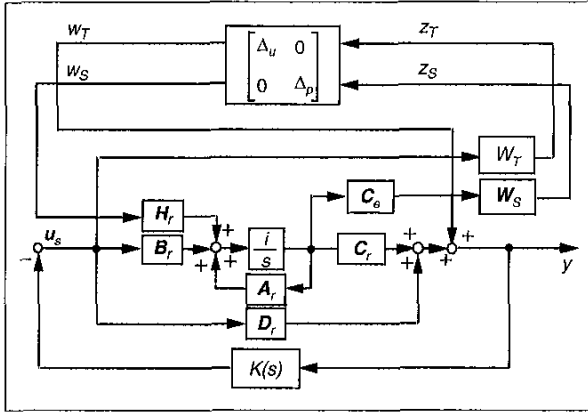 w_T
Δ_u 0
0 Δ_p
z_T
w_S
z_S
W_T
C_e
W_S
H_r
u_s
B_r
+
+
+
i/s
C_r
+
+
+
+
y
−
A_r
D_r
K(s)